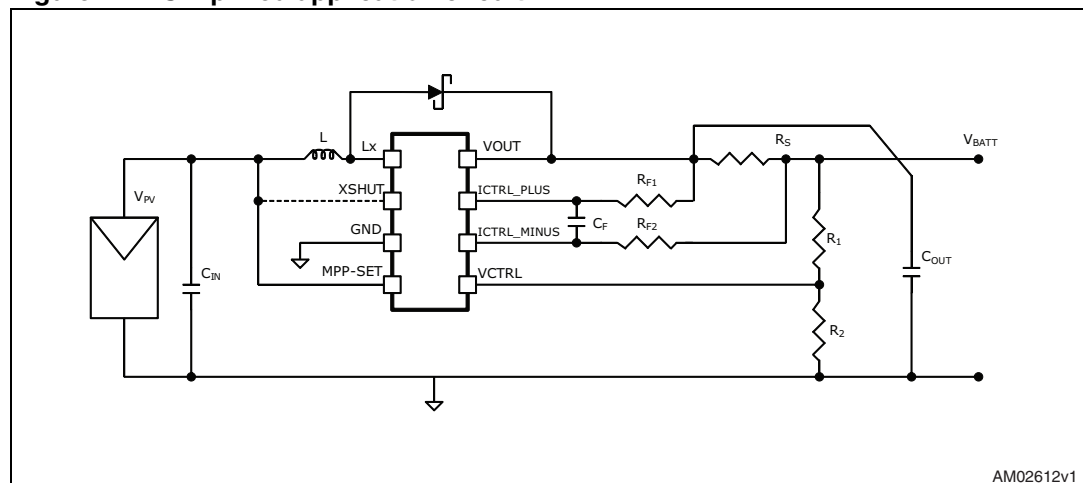 L
Lx
VOUT
RS
VBATT
VPV
XSHUT
ICTRL_PLUS
RF1
GND
ICTRL_MINUS
CF
RF2
R1
CIN
MPP-SET
VCTRL
COUT
R2
AM02612v1